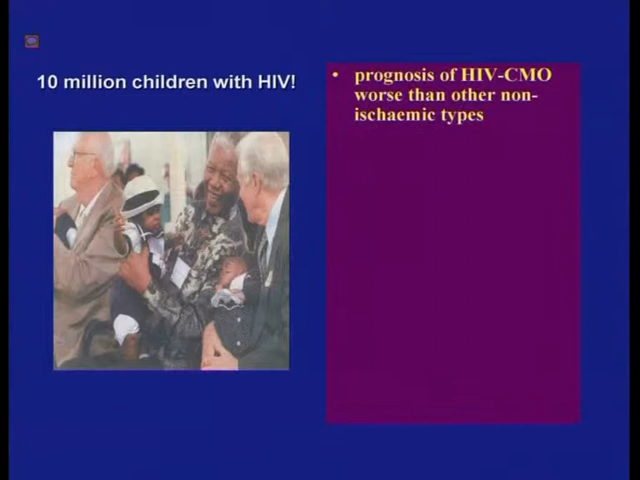 10 million children with HIV!
• prognosis of HIV-CMO
worse than other non-
ischaemic types